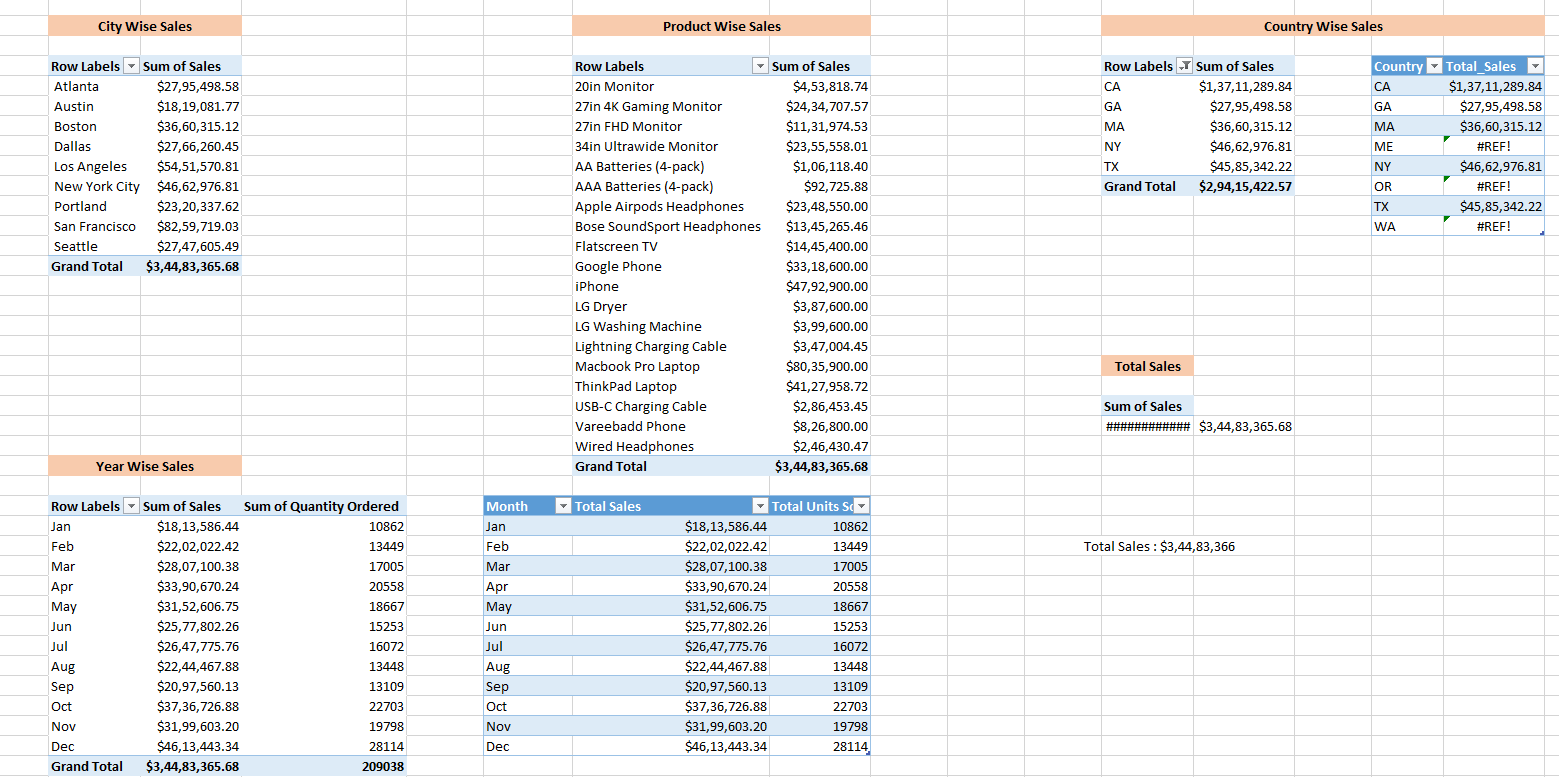 City Wise Sales
Row Labels Sum of Sales
Atlanta $27,95,498.58
Austin $18,19,081.77
Boston $36,60,315.12
Dallas $27,66,260.45
Los Angeles $54,51,570.81
New York City $46,62,976.81
Portland $23,20,337.62
San Francisco $82,59,719.03
Seattle $27,47,605.49
Grand Total $3,44,83,365.68
Product Wise Sales
Row Labels Sum of Sales
20in Monitor $4,53,818.74
27in 4K Gaming Monitor $24,34,707.57
27in FHD Monitor $11,31,974.53
34in Ultrawide Monitor $23,55,558.01
AA Batteries (4-pack) $1,06,118.40
AAA Batteries (4-pack) $92,725.88
Apple Airpods Headphones $23,48,550.00
Bose SoundSport Headphones $13,45,265.46
Flatscreen TV $14,45,400.00
Google Phone $33,18,600.00
iPhone $47,92,900.00
LG Dryer $3,87,600.00
LG Washing Machine $3,99,600.00
Lightning Charging Cable $3,47,004.45
Macbook Pro Laptop $80,35,900.00
ThinkPad Laptop $41,27,958.72
USB-C Charging Cable $2,86,453.45
Vareebadd Phone $8,26,800.00
Wired Headphones $2,46,430.47
Grand Total $3,44,83,365.68
Country Wise Sales
Row Labels Sum of Sales
CA $1,37,11,289.84
GA $27,95,498.58
MA $36,60,315.12
NY $46,62,976.81
TX $45,85,342.22
Grand Total $2,94,15,422.57
Country Total_Sales
CA $1,37,11,289.84
GA $27,95,498.58
MA $36,60,315.12
ME #REF!
NY $46,62,976.81
OR #REF!
TX $45,85,342.22
WA #REF!
Total Sales
Sum of Sales
############ $3,44,83,365.68
Total Sales : $3,44,83,366
Year Wise Sales
Row Labels Sum of Sales Sum of Quantity Ordered
Jan $18,13,586.44 10862
Feb $22,02,022.42 13449
Mar $28,07,100.38 17005
Apr $33,90,670.24 20558
May $31,52,606.75 18667
Jun $25,77,802.26 15253
Jul $26,47,775.76 16072
Aug $22,44,467.88 13448
Sep $20,97,560.13 13109
Oct $37,36,726.88 22703
Nov $31,99,603.20 19798
Dec $46,13,443.34 28114
Grand Total $3,44,83,365.68 209038
Month Total Sales Total Units
Jan $18,13,586.44 10862
Feb $22,02,022.42 13449
Mar $28,07,100.38 17005
Apr $33,90,670.24 20558
May $31,52,606.75 18667
Jun $25,77,802.26 15253
Jul $26,47,775.76 16072
Aug $22,44,467.88 13448
Sep $20,97,560.13 13109
Oct $37,36,726.88 22703
Nov $31,99,603.20 19798
Dec $46,13,443.34 28114